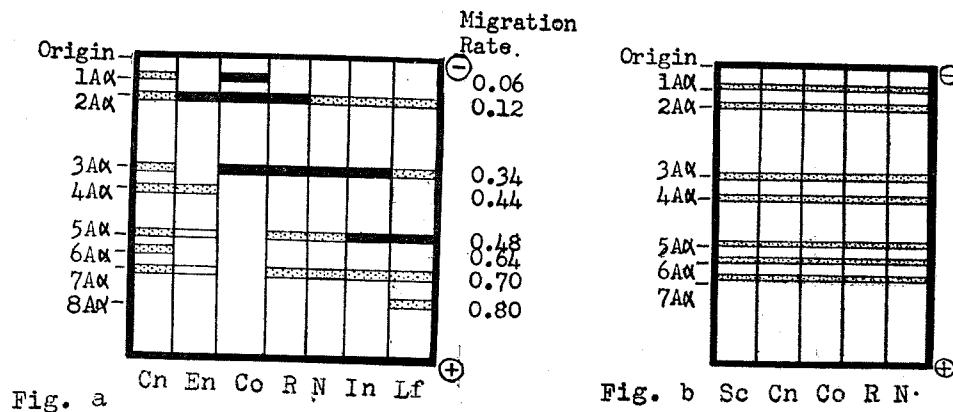 Migration
Rate.
Origin
1Aα
2Aα
3Aα
4Aα
5Aα
6Aα
7Aα
8Aα
⊖
0.06
0.12
0.34
0.44
0.48
0.64
0.70
0.80
⊕
Cn En Co R N In Lf
Fig. a
Origin
1Aα
2Aα
3Aα
4Aα
5Aα
6Aα
7Aα
⊖
⊕
Fig. b Sc Cn Co R N.